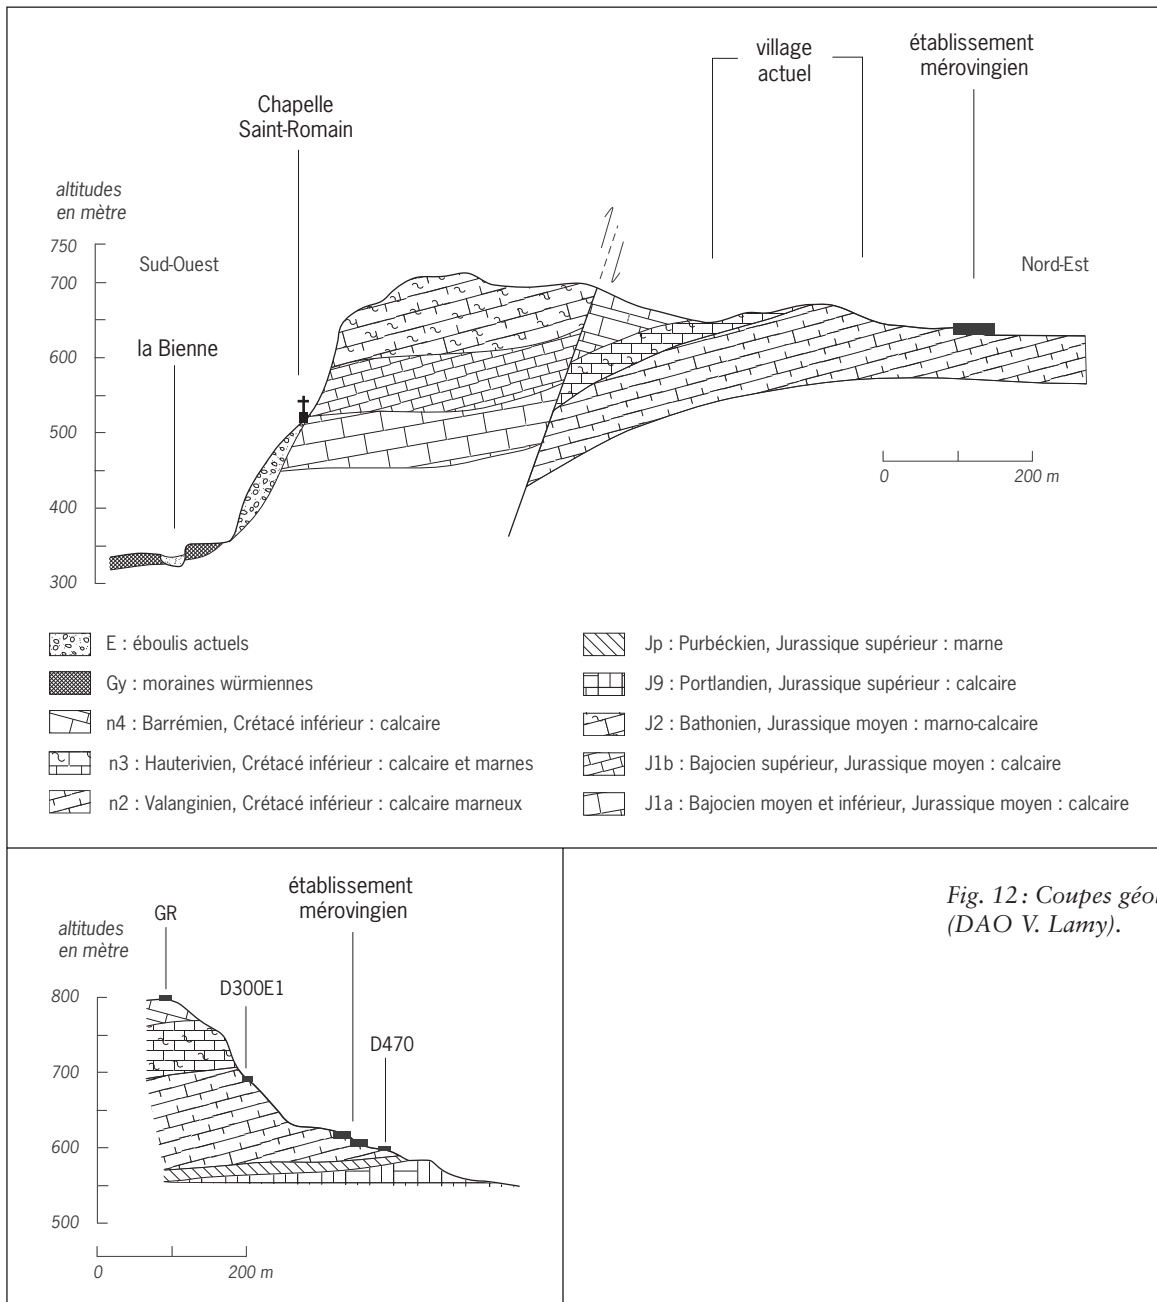 village
actuel
établissement
mérovingien
Chapelle
Saint-Romain
altitudes
en mètre
750
Sud-Ouest
Nord-Est
700
la Bienne
600
500
0
200 m
400
300
E : éboulis actuels
Gy : moraines würmiennes
n4 : Barrémien, Crétacé inférieur : calcaire
n3 : Hauterivien, Crétacé inférieur : calcaire et marnes
n2 : Valanginien, Crétacé inférieur : calcaire marneux
Jp : Purbéckien, Jurassique supérieur : marne
J9 : Portlandien, Jurassique supérieur : calcaire
J2 : Bathonien, Jurassique moyen : marno-calcaire
J1b : Bajocien supérieur, Jurassique moyen : calcaire
J1a : Bajocien moyen et inférieur, Jurassique moyen : calcaire
établissement
mérovingien
GR
altitudes
en mètre
D300E1
800
D470
700
600
500
0
200 m
Fig. 12 : Coupes géol
(DAO V. Lamy).